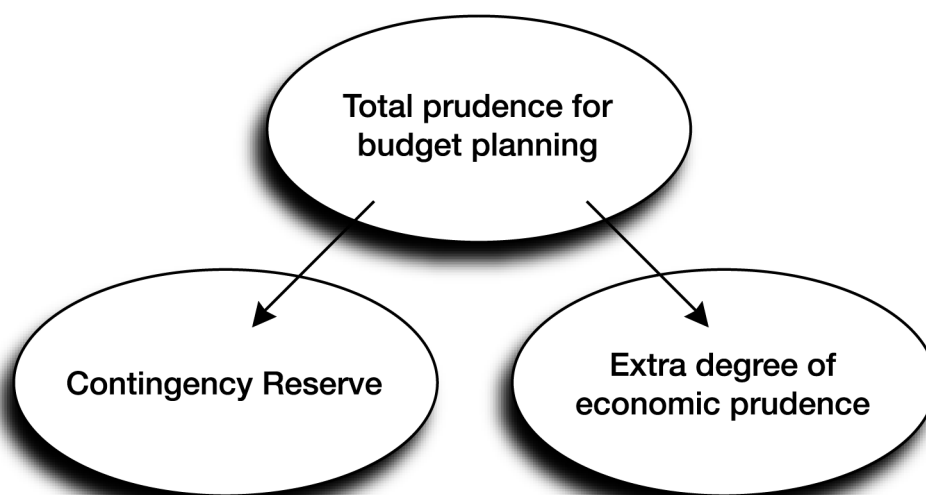 Total prudence for
budget planning
Contingency Reserve
Extra degree of
economic prudence